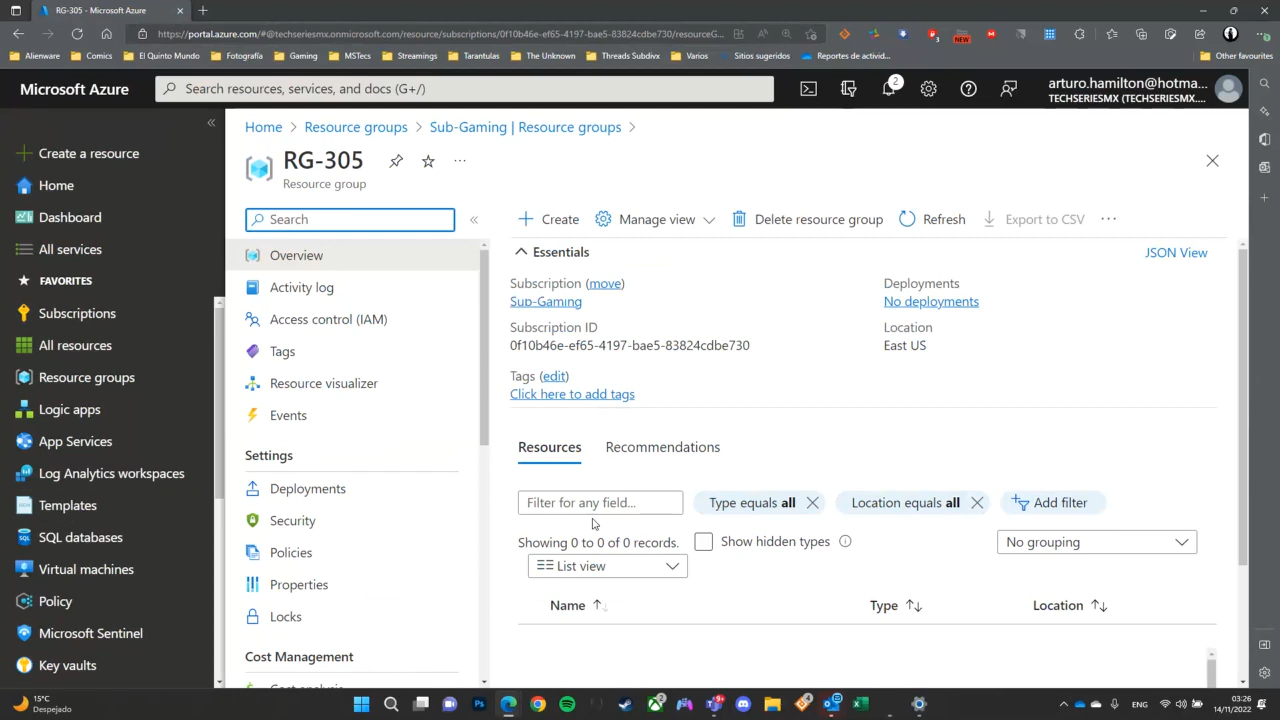 RG-305 - Microsoft Azure
https://portal.azure.com/#@techseriesmx.onmicrosoft.com/resource/subscriptions/0f10b46e-ef65-4197-bae5-83824cdbe730/resourceG...
Alienware Comics El Quinto Mundo Fotografía Gaming MSTecs Streamings Tarantulas The Unknown Threads Subdivx Varios Sitios sugeridos Reportes de activid... Other favourites
NEW
3
Microsoft Azure
Search resources, services, and docs (G+/)
2
arturo.hamilton@hotma...
TECHSERIESMX (TECHSERIESMX....
Create a resource
Home
Dashboard
All services
FAVORITES
Subscriptions
All resources
Resource groups
Logic apps
App Services
Log Analytics workspaces
Templates
SQL databases
Virtual machines
Policy
Microsoft Sentinel
Key vaults
Home > Resource groups > Sub-Gaming | Resource groups >
RG-305
Resource group
Search
Overview
Activity log
Access control (IAM)
Tags
Resource visualizer
Events
Settings
Deployments
Security
Policies
Properties
Locks
Cost Management
Cost analysis
Create Manage view Delete resource group Refresh Export to CSV
Essentials
JSON View
Subscription (move)
Sub-Gaming
Subscription ID
0f10b46e-ef65-4197-bae5-83824cdbe730
Tags (edit)
Click here to add tags
Deployments
No deployments
Location
East US
Resources Recommendations
Filter for any field...
Type equals all
Location equals all
Add filter
Showing 0 to 0 of 0 records.
Show hidden types
No grouping
List view
Name Type Location
15°C
Despejado
ENG
03:26
14/11/2022